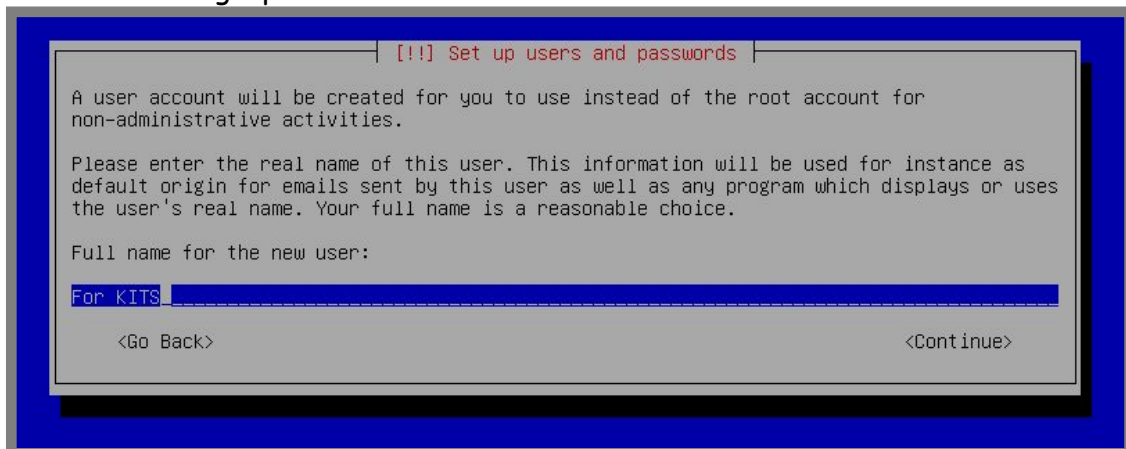 [!!] Set up users and passwords
A user account will be created for you to use instead of the root account for
non-administrative activities.
Please enter the real name of this user. This information will be used for instance as
default origin for emails sent by this user as well as any program which displays or uses
the user's real name. Your full name is a reasonable choice.
Full name for the new user:
For KITS
<Go Back> <Continue>